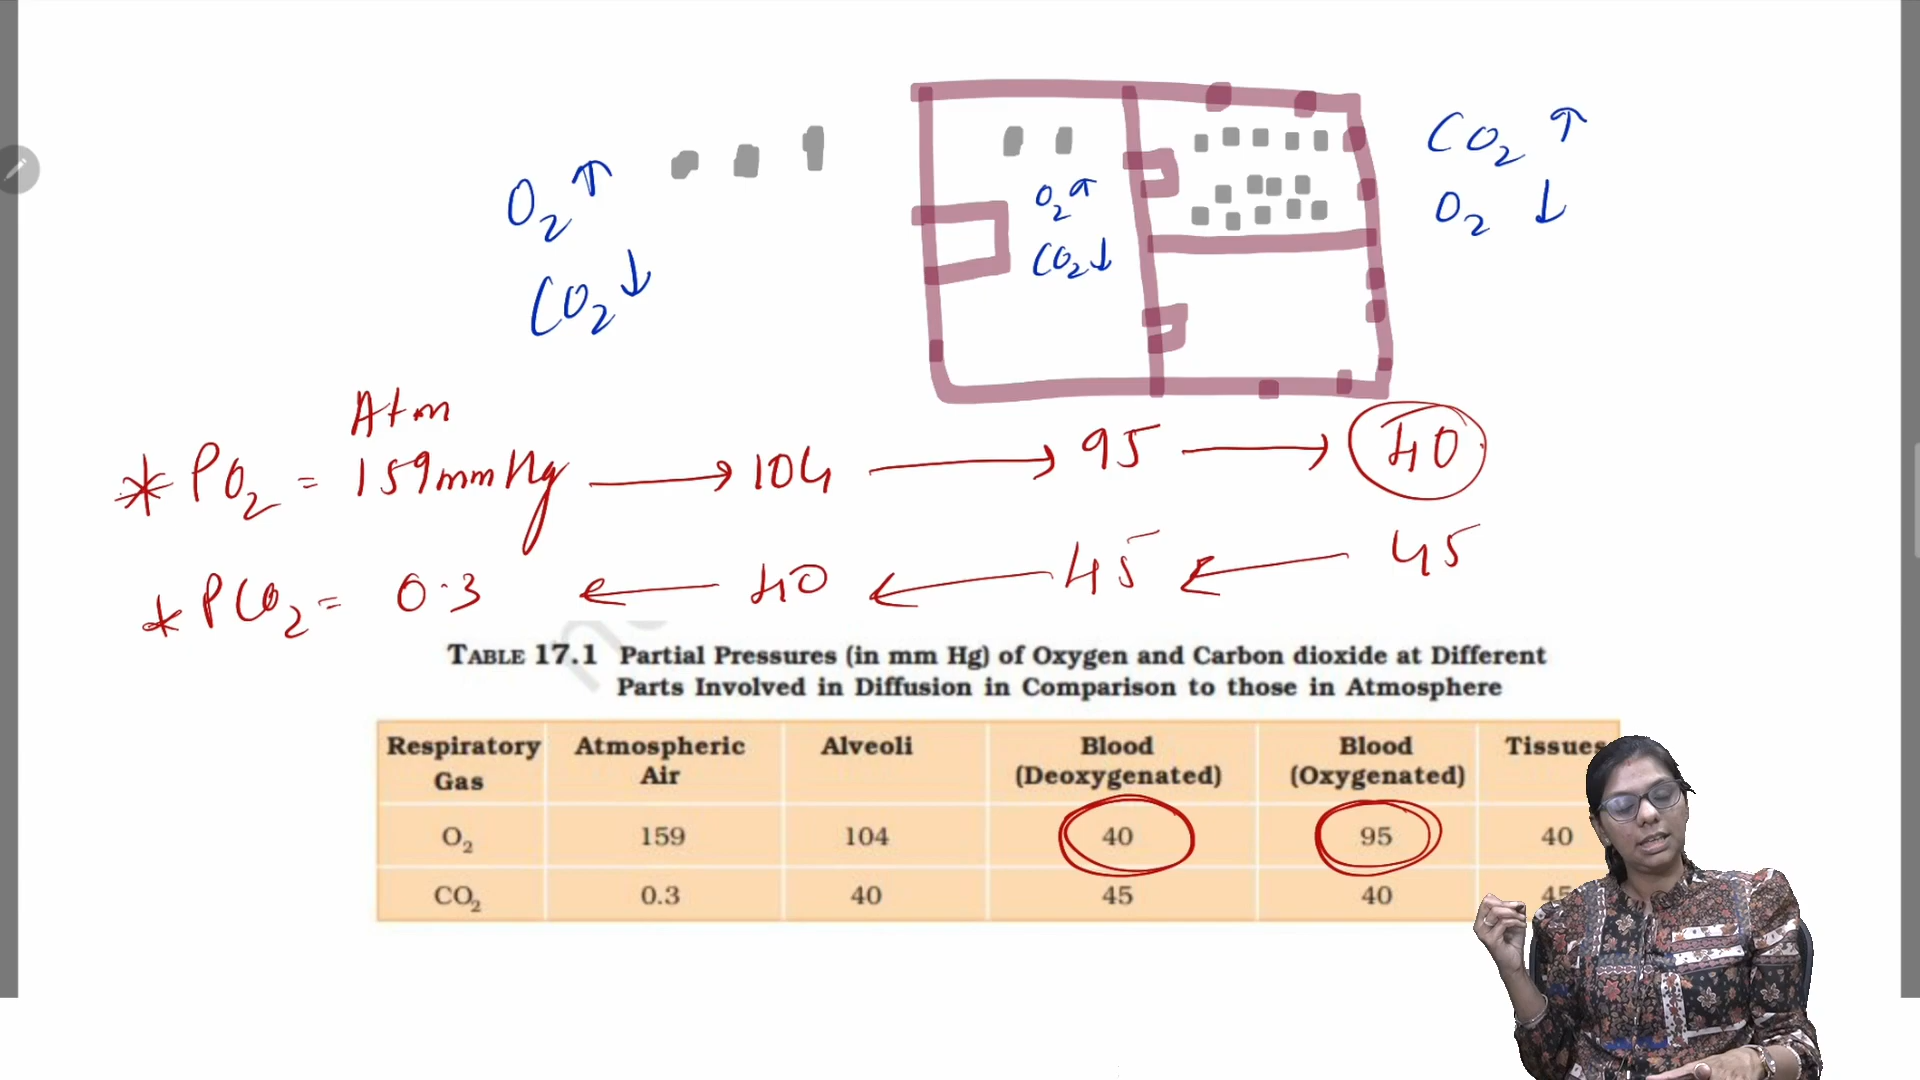 O₂ ↑
CO₂ ↓
O₂ ↑
CO₂ ↓
CO₂ ↑
O₂ ↓
Atm
* PO₂ = 159mmHg → 104 → 95 → 40
* PCO₂ = 0.3 ← 40 ← 45 ← 45
TABLE 17.1 Partial Pressures (in mm Hg) of Oxygen and Carbon dioxide at Different
Parts Involved in Diffusion in Comparison to those in Atmosphere
Respiratory Gas | Atmospheric Air | Alveoli | Blood (Deoxygenated) | Blood (Oxygenated) | Tissues
O₂ | 159 | 104 | 40 | 95 | 40
CO₂ | 0.3 | 40 | 45 | 40 | 45